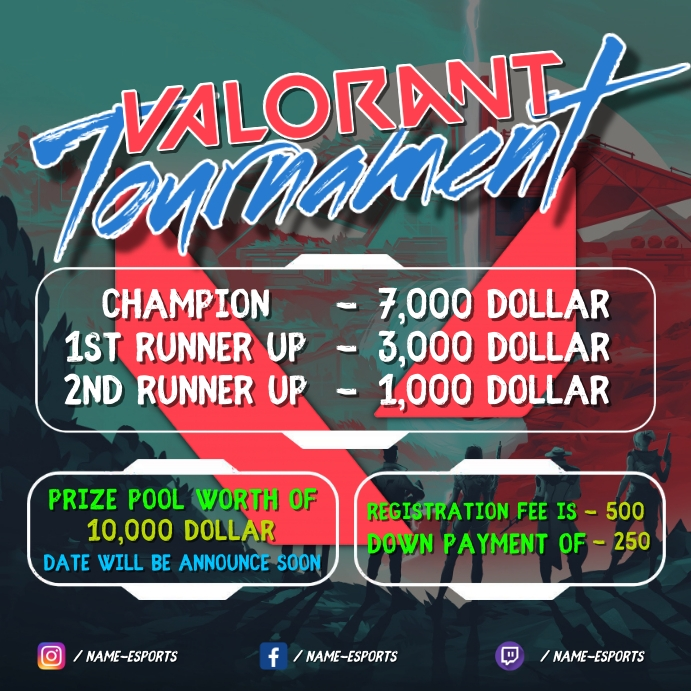 VALORANT
Tournament
CHAMPION - 7,000 DOLLAR
1ST RUNNER UP - 3,000 DOLLAR
2ND RUNNER UP - 1,000 DOLLAR
PRIZE POOL WORTH OF
10,000 DOLLAR
DATE WILL BE ANNOUNCE SOON
REGISTRATION FEE IS - 500
DOWN PAYMENT OF - 250
/ NAME-ESPORTS
/ NAME-ESPORTS
/ NAME-ESPORTS